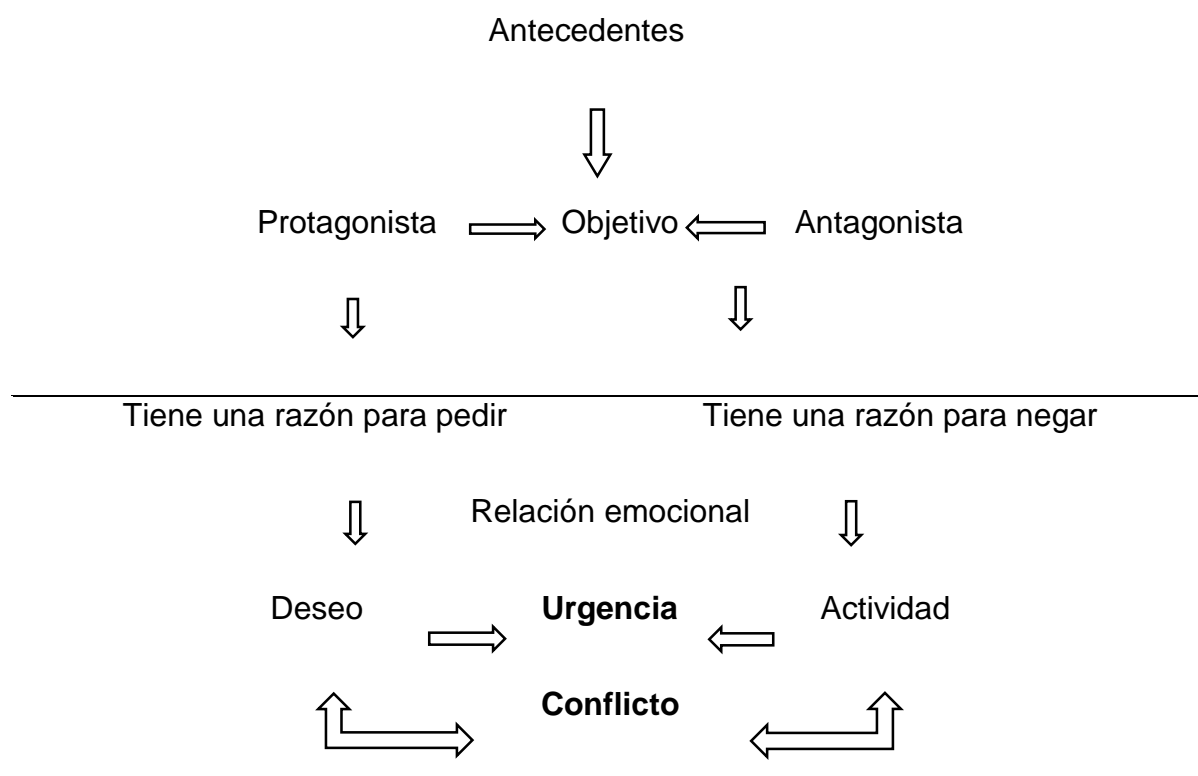 Antecedentes
Protagonista Objetivo Antagonista
Tiene una razón para pedir Tiene una razón para negar
Relación emocional
Deseo Urgencia Actividad
Conflicto